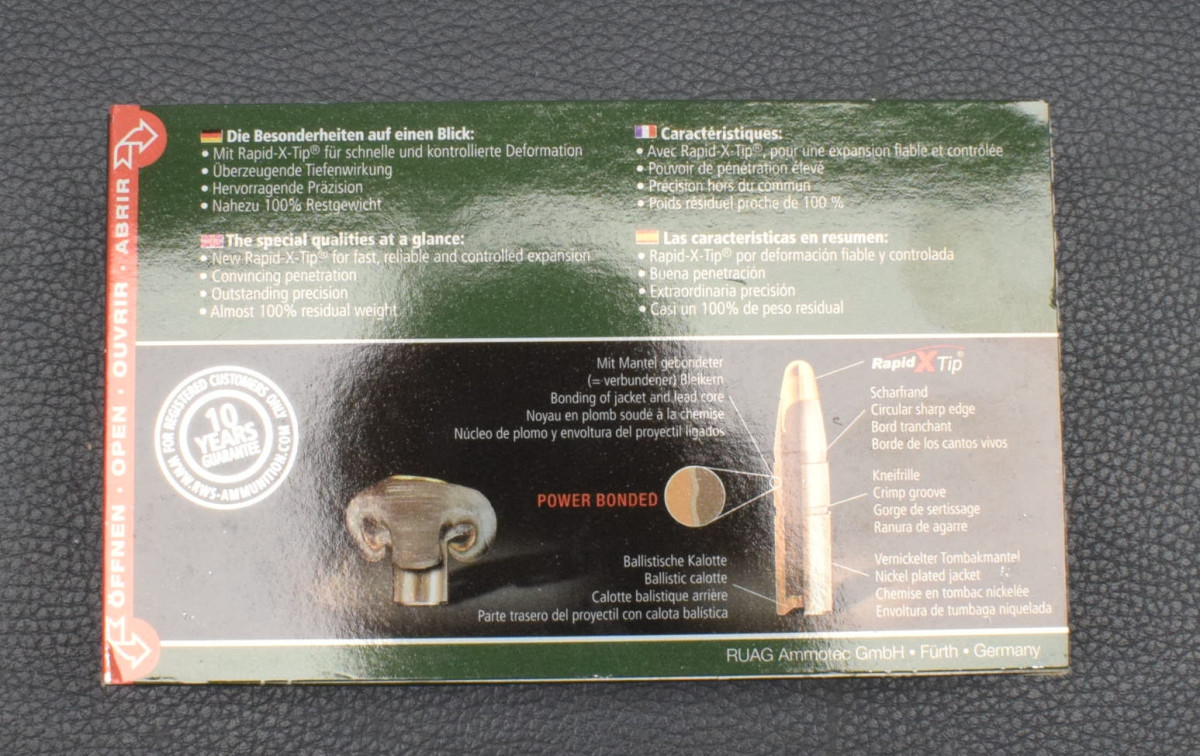 Die Besonderheiten auf einen Blick:
• Mit Rapid-X-Tip® für schnelle und kontrollierte Deformation
• Überzeugende Tiefenwirkung
• Hervorragende Präzision
• Nahezu 100% Restgewicht
Caractéristiques:
• Avec Rapid-X-Tip®, pour une expansion fiable et contrôlée
• Pouvoir de pénétration élevé
• Précision hors du commun
• Poids résiduel proche de 100 %
The special qualities at a glance:
• New Rapid-X-Tip® for fast, reliable and controlled expansion
• Convincing penetration
• Outstanding precision
• Almost 100% residual weight
Las caracteristicas en resumen:
• Rapid-X-Tip® por deformación fiable y controlada
• Buena penetración
• Extraordinaria precisión
• Casi un 100% de peso residual
ÖFFNEN · OPEN · OUVRIR · ABRIR
FOR REGISTERED CUSTOMERS ONLY
10
YEARS
GUARANTEE
WWW.RWS-AMMUNITION.COM
Mit Mantel gebondeter
(= verbundener) Bleikern
Bonding of jacket and lead core
Noyau en plomb soudé à la chemise
Núcleo de plomo y envoltura del proyectil ligados
POWER BONDED
Ballistische Kalotte
Ballistic calotte
Calotte balistique arrière
Parte trasero del proyectil con calota balística
Rapid X Tip®
Scharfrand
Circular sharp edge
Bord tranchant
Borde de los cantos vivos
Kneifrille
Crimp groove
Gorge de sertissage
Ranura de agarre
Vernickelter Tombakmantel
Nickel plated jacket
Chemise en tombac nickelée
Envoltura de tumbaga niquelada
RUAG Ammotec GmbH • Fürth • Germany